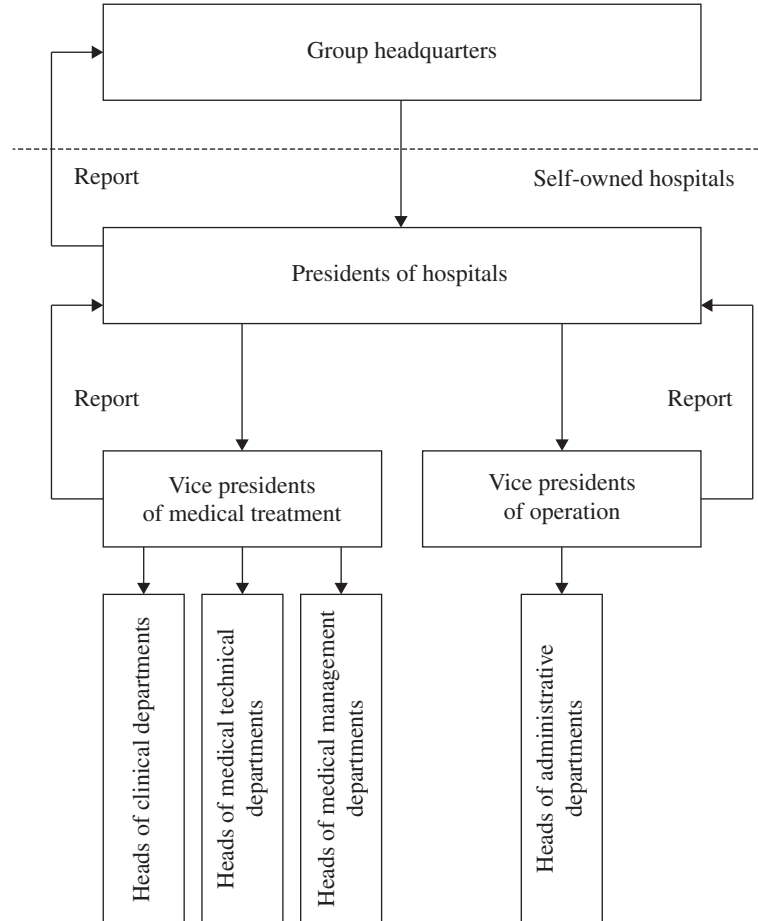 Group headquarters
Report
Self-owned hospitals
Presidents of hospitals
Report
Report
Vice presidents
of medical treatment
Vice presidents
of operation
Heads of clinical departments
Heads of medical technical
departments
Heads of medical management
departments
Heads of administrative
departments